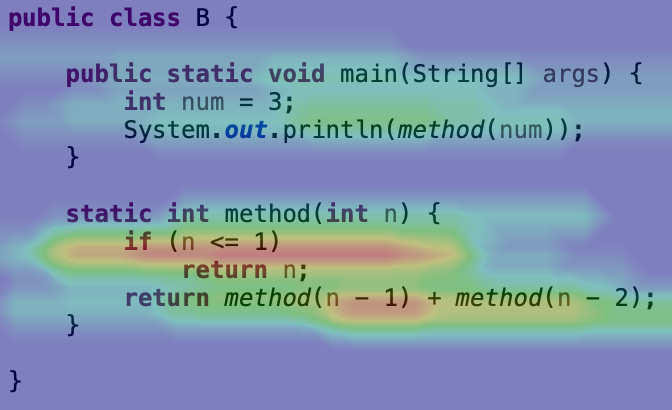 public class B {
public static void main(String[] args) {
int num = 3;
System.out.println(method(num));
}
static int method(int n) {
if (n <= 1)
return n;
return method(n - 1) + method(n - 2);
}
}